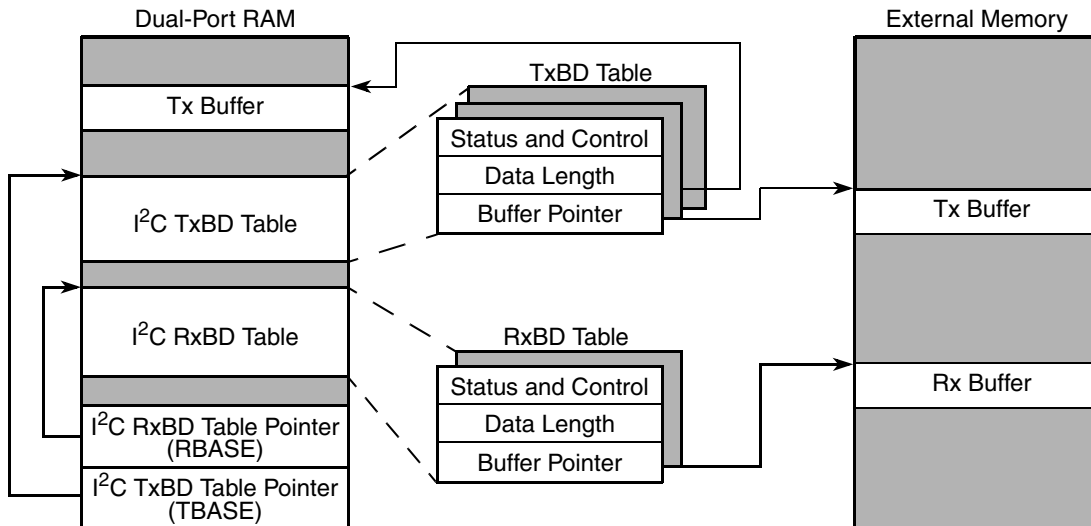 Dual-Port RAM
Tx Buffer
I²C TxBD Table
I²C RxBD Table
I²C RxBD Table Pointer
(RBASE)
I²C TxBD Table Pointer
(TBASE)
TxBD Table
Status and Control
Data Length
Buffer Pointer
RxBD Table
Status and Control
Data Length
Buffer Pointer
External Memory
Tx Buffer
Rx Buffer